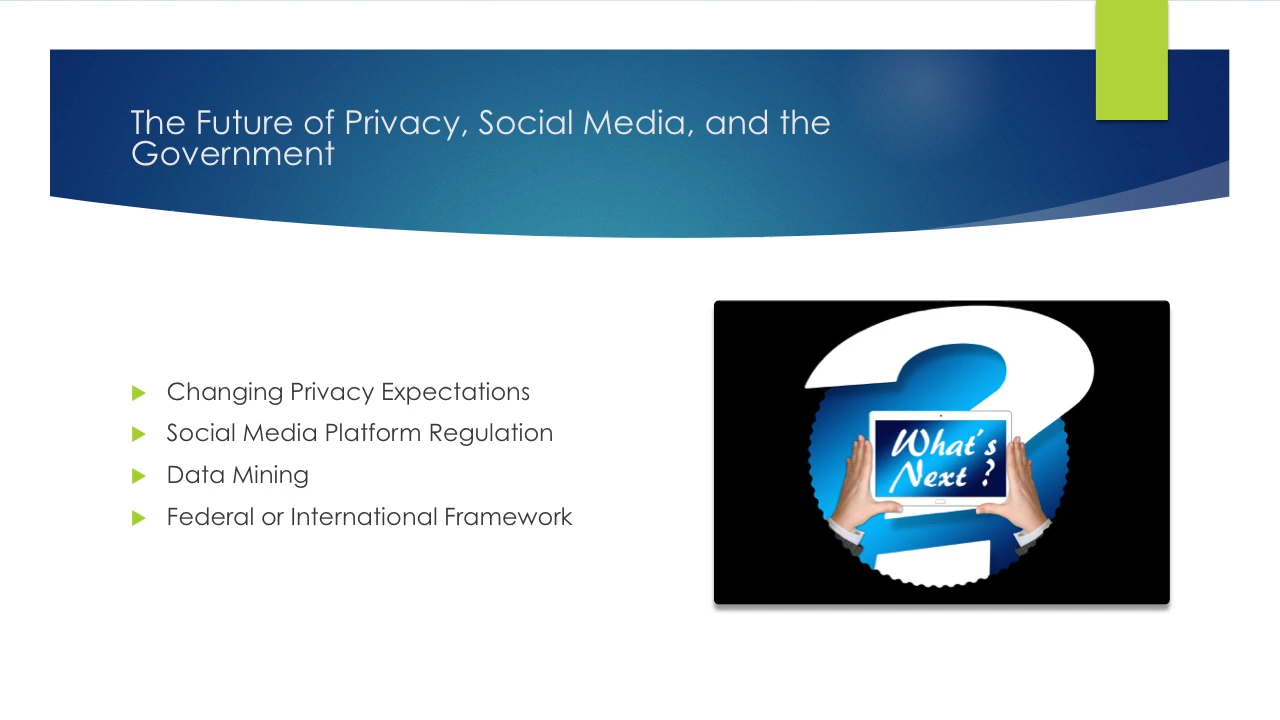 The Future of Privacy, Social Media, and the
Government
Changing Privacy Expectations
Social Media Platform Regulation
Data Mining
Federal or International Framework
What's
Next ?